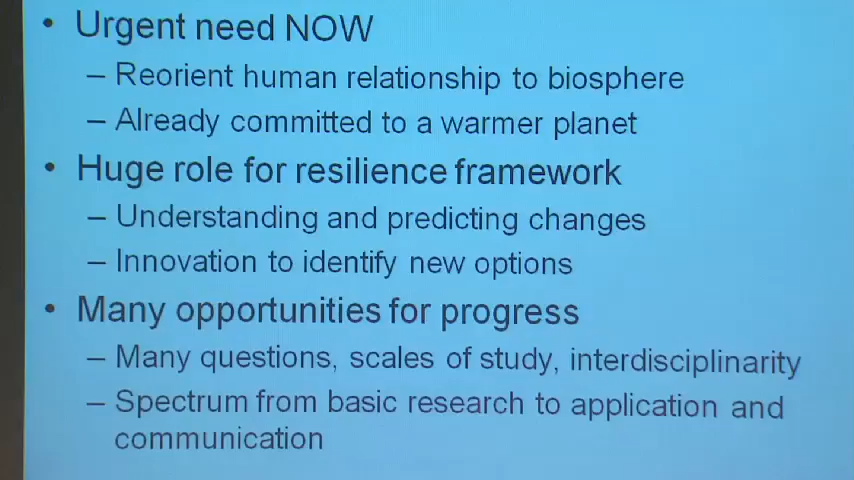 • Urgent need NOW
– Reorient human relationship to biosphere
– Already committed to a warmer planet
• Huge role for resilience framework
– Understanding and predicting changes
– Innovation to identify new options
• Many opportunities for progress
– Many questions, scales of study, interdisciplinarity
– Spectrum from basic research to application and
communication